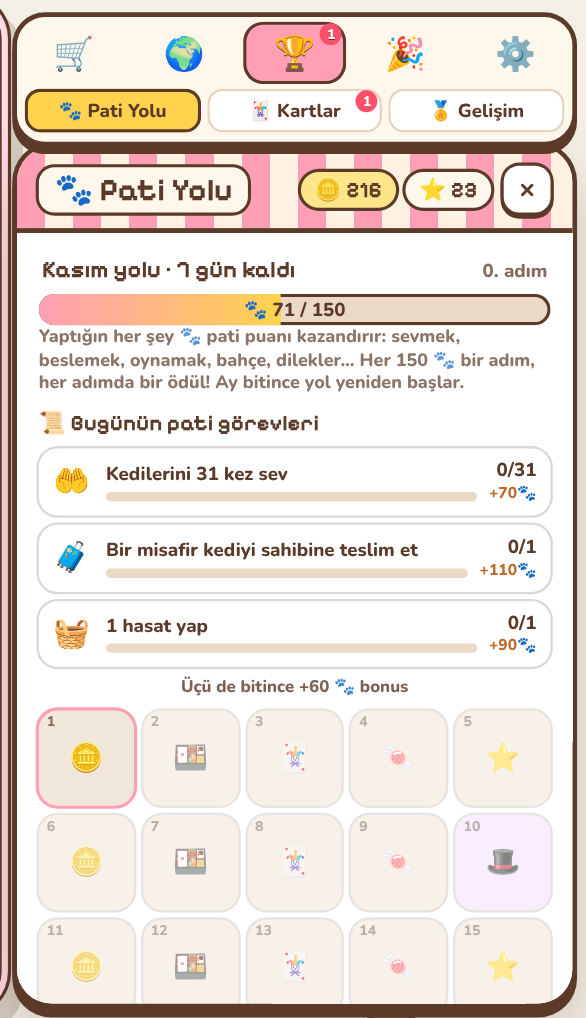 1
Pati Yolu
Kartlar 1
Gelişim
Pati Yolu
216
23
×
Kasım yolu · 7 gün kaldı
0. adım
71 / 150
Yaptığın her şey pati puanı kazandırır: sevmek,
beslemek, oynamak, bahçe, dilekler... Her 150 bir adım,
her adımda bir ödül! Ay bitince yol yeniden başlar.
Bugünün pati görevleri
Kedilerini 31 kez sev
0/31
+70
Bir misafir kediyi sahibine teslim et
0/1
+110
1 hasat yap
0/1
+90
Üçü de bitince +60 bonus
1 2 3 4 5
6 7 8 9 10
11 12 13 14 15